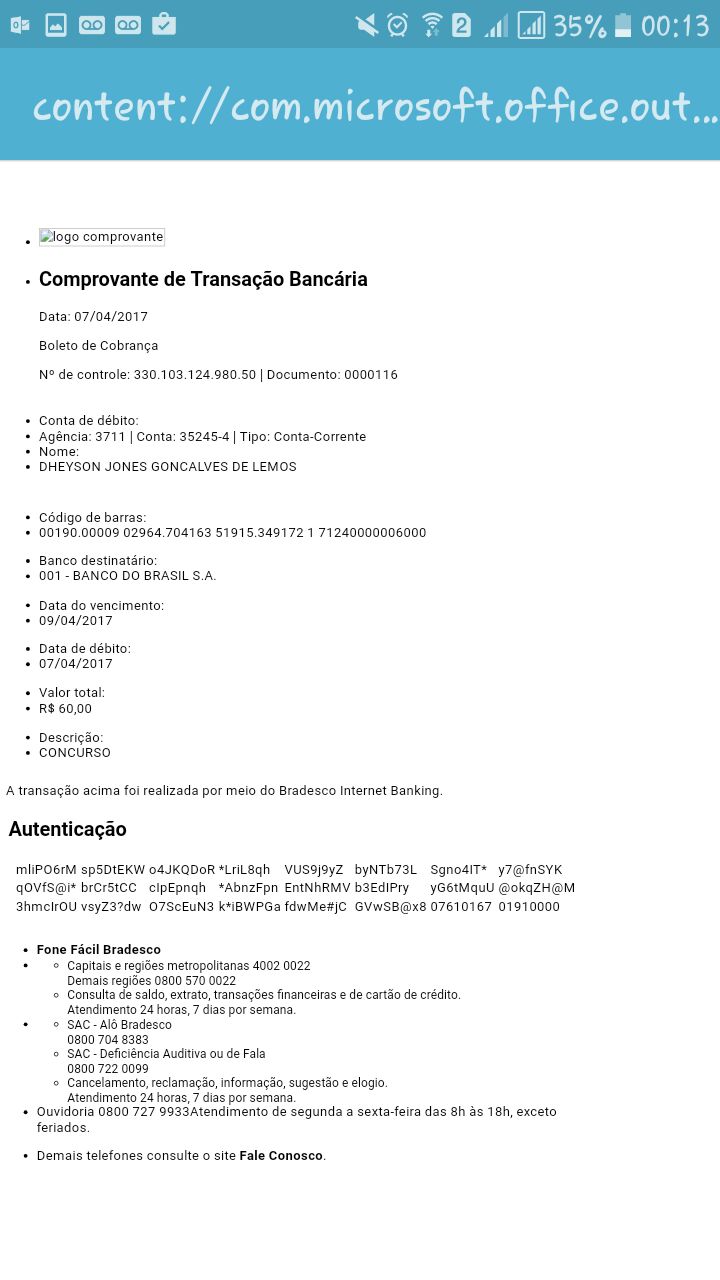 35% 00:13
content://com.microsoft.office.out...
logo comprovante
Comprovante de Transação Bancária
Data: 07/04/2017
Boleto de Cobrança
Nº de controle: 330.103.124.980.50 | Documento: 0000116
Conta de débito:
Agência: 3711 | Conta: 35245-4 | Tipo: Conta-Corrente
Nome:
DHEYSON JONES GONCALVES DE LEMOS
Código de barras:
00190.00009 02964.704163 51915.349172 1 71240000006000
Banco destinatário:
001 - BANCO DO BRASIL S.A.
Data do vencimento:
09/04/2017
Data de débito:
07/04/2017
Valor total:
R$ 60,00
Descrição:
CONCURSO
A transação acima foi realizada por meio do Bradesco Internet Banking.
Autenticação
mliPO6rM sp5DtEKW o4JKQDoR *LriL8qh VUS9j9yZ byNTb73L Sgno4IT* y7@fnSYK
qOVfS@i* brCr5tCC cIpEpnqh *AbnzFpn EntNhRMV b3EdIPry yG6tMquU @okqZH@M
3hmcIrOU vsyZ3?dw O7ScEuN3 k*iBWPGa fdwMe#jC GVwSB@x8 07610167 01910000
Fone Fácil Bradesco
Capitais e regiões metropolitanas 4002 0022
Demais regiões 0800 570 0022
Consulta de saldo, extrato, transações financeiras e de cartão de crédito.
Atendimento 24 horas, 7 dias por semana.
SAC - Alô Bradesco
0800 704 8383
SAC - Deficiência Auditiva ou de Fala
0800 722 0099
Cancelamento, reclamação, informação, sugestão e elogio.
Atendimento 24 horas, 7 dias por semana.
Ouvidoria 0800 727 9933Atendimento de segunda a sexta-feira das 8h às 18h, exceto
feriados.
Demais telefones consulte o site Fale Conosco.